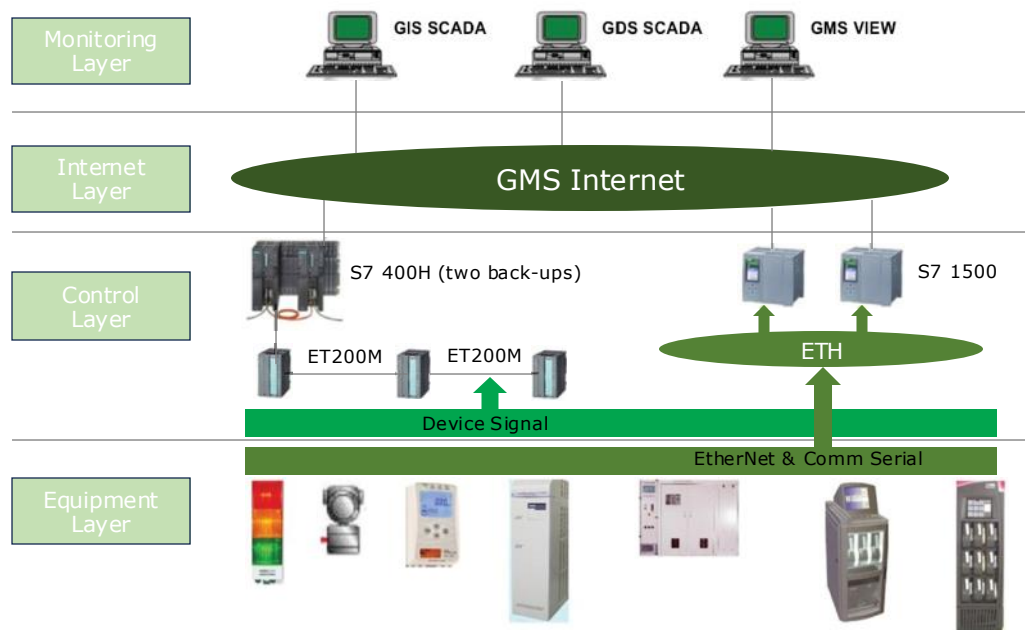 Monitoring
Layer
GIS SCADA
GDS SCADA
GMS VIEW
Internet
Layer
GMS Internet
Control
Layer
S7 400H (two back-ups)
S7 1500
ET200M
ET200M
ETH
Device Signal
EtherNet & Comm Serial
Equipment
Layer